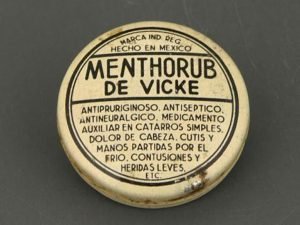 MARCA IND. REG.
HECHO EN MEXICO
MENTHORUB
DE VICKE
ANTIPRURIGINOSO, ANTISEPTICO,
ANTINEURALGICO, MEDICAMENTO
AUXILIAR EN CATARROS SIMPLES,
DOLOR DE CABEZA, CUTIS Y
MANOS PARTIDAS POR EL
FRIO, CONTUSIONES Y
HERIDAS LEVES,
ETC.